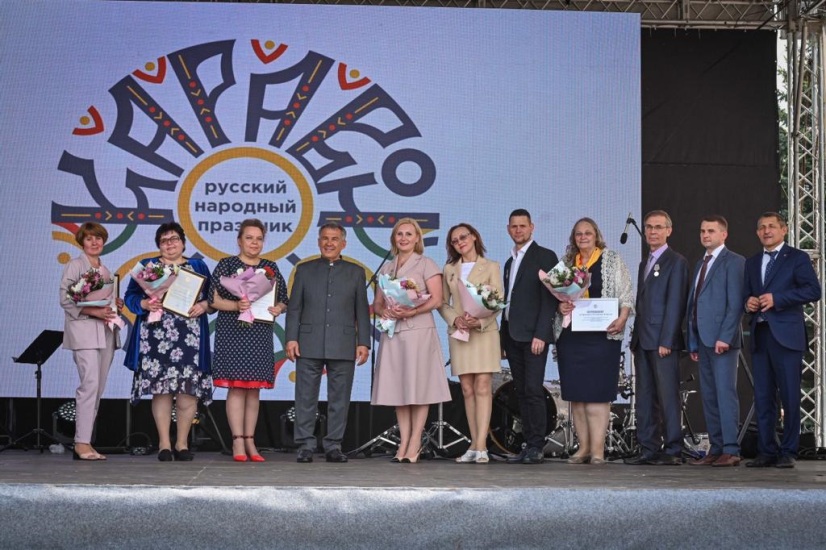 КАРАВОН
русский
народный
праздник